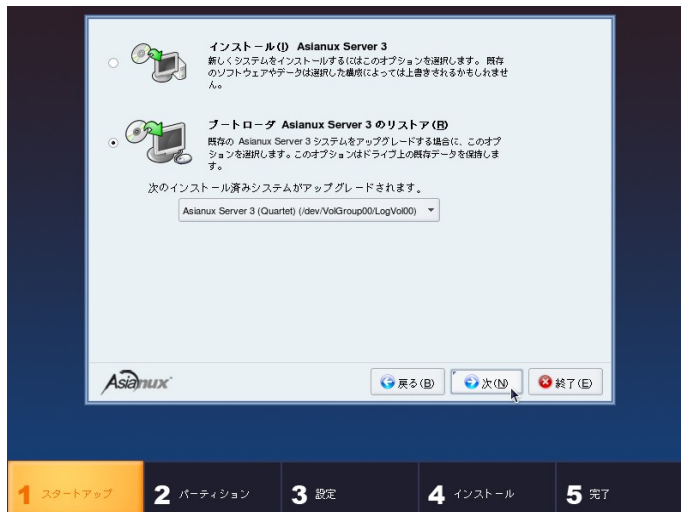 インストール(I) Asianux Server 3
新しくシステムをインストールするにはこのオプションを選択します。 既存
のソフトウェアやデータは選択した構成によっては上書きされるかもしれませ
ん。
ブートローダ Asianux Server 3 のリストア(R)
既存の Asianux Server 3 システムをアップグレードする場合に、このオプ
ションを選択します。このオプションはドライブ上の既存データを保持しま
す。
次のインストール済みシステムがアップグレードされます。
Asianux Server 3 (Quartet) (/dev/VolGroup00/LogVol00)
Asianux
戻る(B)
次(N)
終了(E)
1 スタートアップ
2 パーティション
3 設定
4 インストール
5 完了